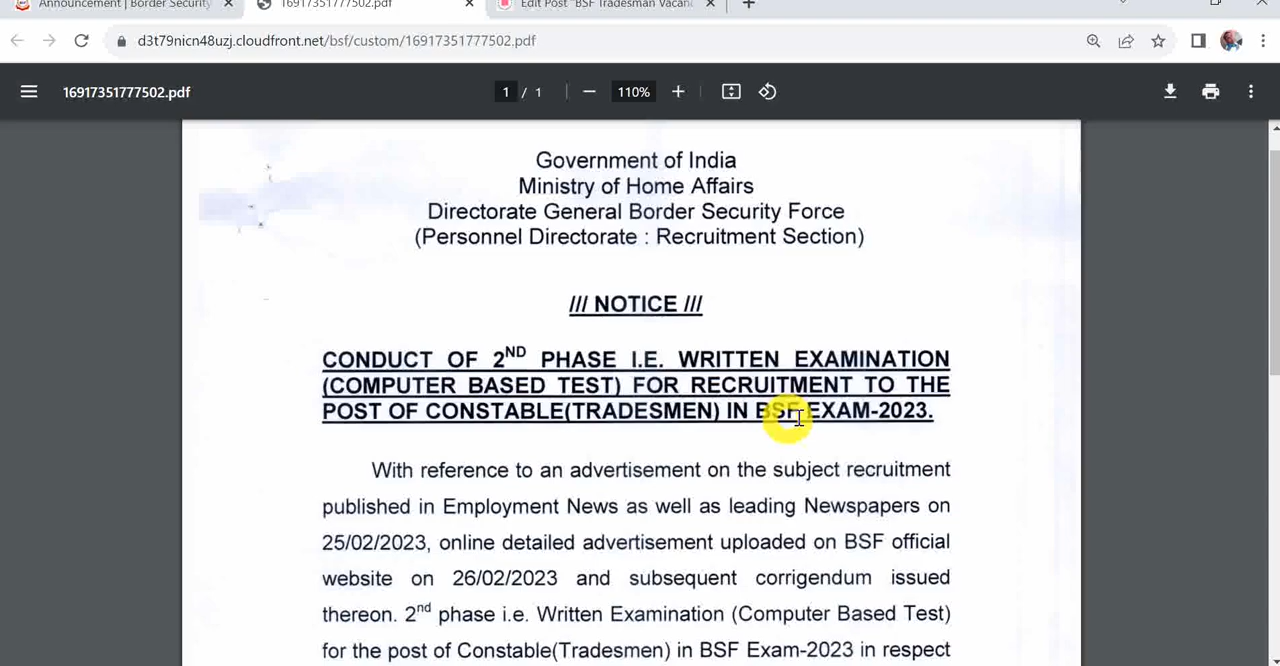 Announcement | Border Security
16917351777502.pdf
Edit Post "BSF Tradesman Vacan
d3t79nicn48uzj.cloudfront.net/bsf/custom/16917351777502.pdf
16917351777502.pdf
1 / 1
110%
Government of India
Ministry of Home Affairs
Directorate General Border Security Force
(Personnel Directorate : Recruitment Section)
/// NOTICE ///
CONDUCT OF 2ND PHASE I.E. WRITTEN EXAMINATION
(COMPUTER BASED TEST) FOR RECRUITMENT TO THE
POST OF CONSTABLE(TRADESMEN) IN BSF EXAM-2023.
With reference to an advertisement on the subject recruitment
published in Employment News as well as leading Newspapers on
25/02/2023, online detailed advertisement uploaded on BSF official
website on 26/02/2023 and subsequent corrigendum issued
thereon. 2nd phase i.e. Written Examination (Computer Based Test)
for the post of Constable(Tradesmen) in BSF Exam-2023 in respect